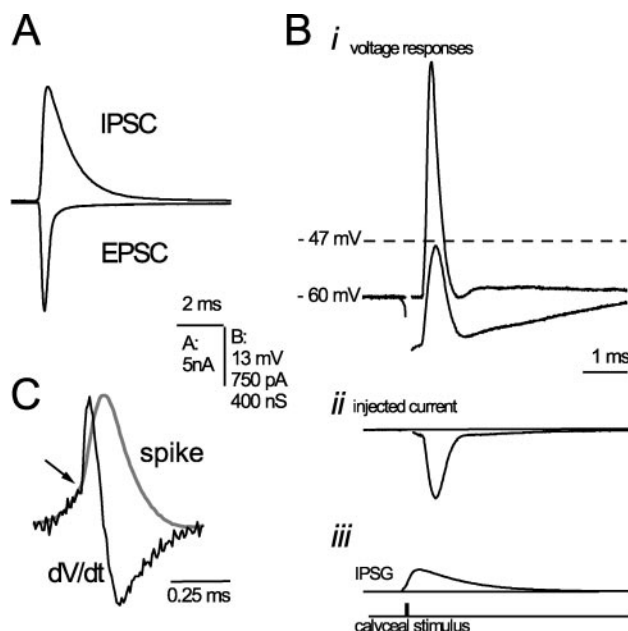 A
IPSC
EPSC
2 ms
A:
5nA
B:
13 mV
750 pA
400 nS
B
i voltage responses
- 47 mV
- 60 mV
1 ms
ii injected current
iii
IPSG
calyceal stimulus
C
spike
dV/dt
0.25 ms